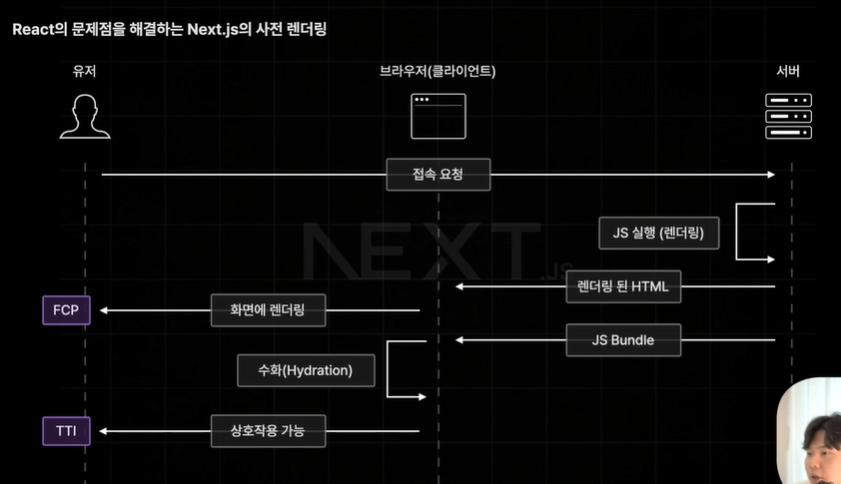 React의 문제점을 해결하는 Next.js의 사전 렌더링
유저
브라우저(클라이언트)
서버
접속 요청
JS 실행 (렌더링)
NEXT.JS
렌더링 된 HTML
FCP
화면에 렌더링
JS Bundle
수화(Hydration)
TTI
상호작용 가능